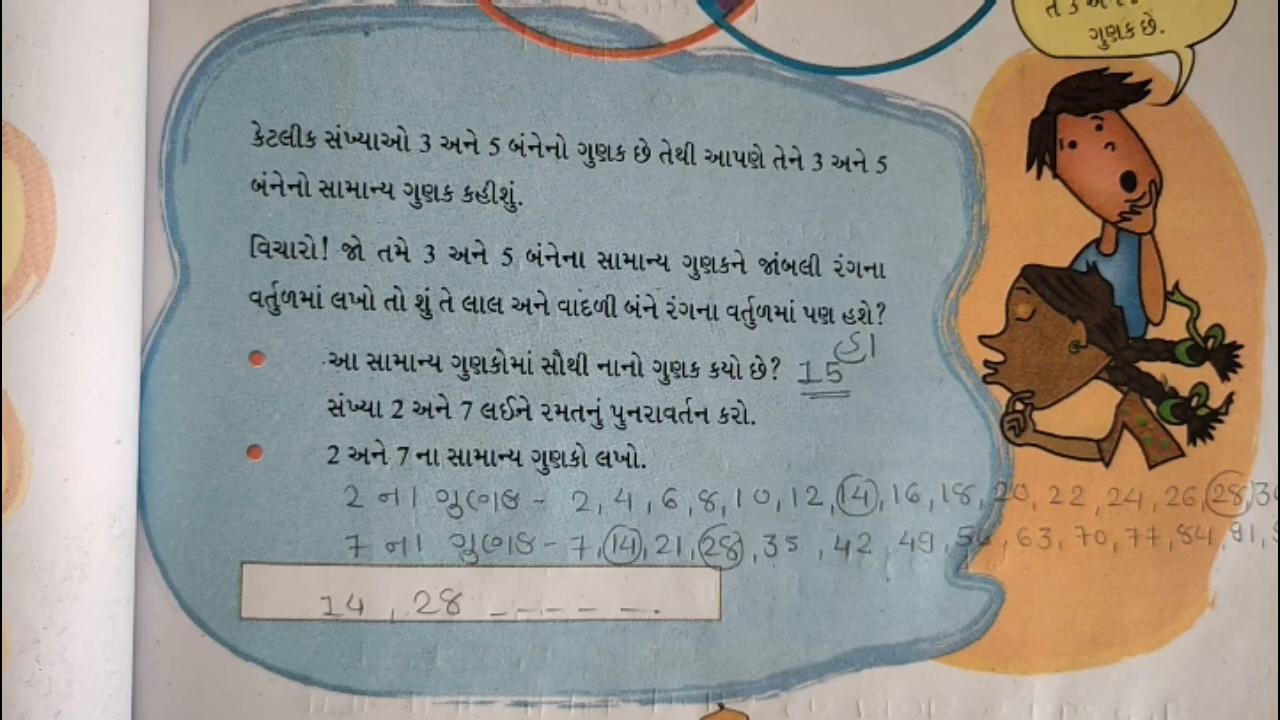 ગુણક છે.
કેટલીક સંખ્યાઓ 3 અને 5 બંનેનો ગુણક છે તેથી આપણે તેને 3 અને 5
બંનેનો સામાન્ય ગુણક કહીશું.
વિચારો! જો તમે 3 અને 5 બંનેના સામાન્ય ગુણકને જાંબલી રંગના
વર્તુળમાં લખો તો શું તે લાલ અને વાદળી બંને રંગના વર્તુળમાં પણ હશે?
હા
આ સામાન્ય ગુણકોમાં સૌથી નાનો ગુણક કયો છે? 15
સંખ્યા 2 અને 7 લઈને રમતનું પુનરાવર્તન કરો.
2 અને 7 ના સામાન્ય ગુણકો લખો.
2 ના ગુણક - 2, 4, 6, 8, 10, 12, 14, 16, 18, 20, 22, 24, 26, 28,
7 ના ગુણક - 7, 14, 21, 28, 35, 42, 49, 56, 63, 70, 77, 84, 91,
14, 28 - - - - - .